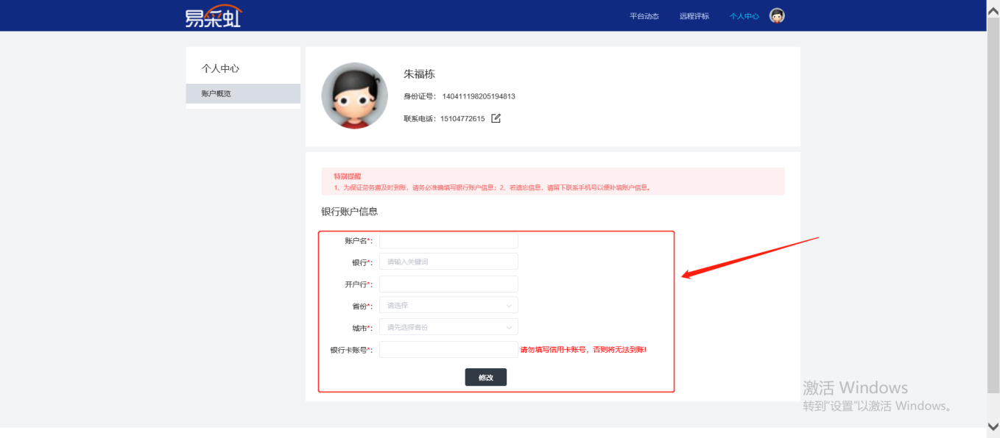 易采虹
平台动态 远程评标 个人中心
个人中心
账户概览
朱福栋
身份证号： 140411198205194813
联系电话：15104772615
特别提醒
1、为保证劳务费及时到账，请务必准确填写银行账户信息；2、若遗忘信息，请留下联系手机号以便补填账户信息。
银行账户信息
账户名*：
银行*： 请输入关键词
开户行*：
省份*： 请选择
城市*： 请先选择省份
银行卡账号*： 请勿填写信用卡账号，否则将无法到账!
修改
激活 Windows
转到"设置"以激活 Windows。